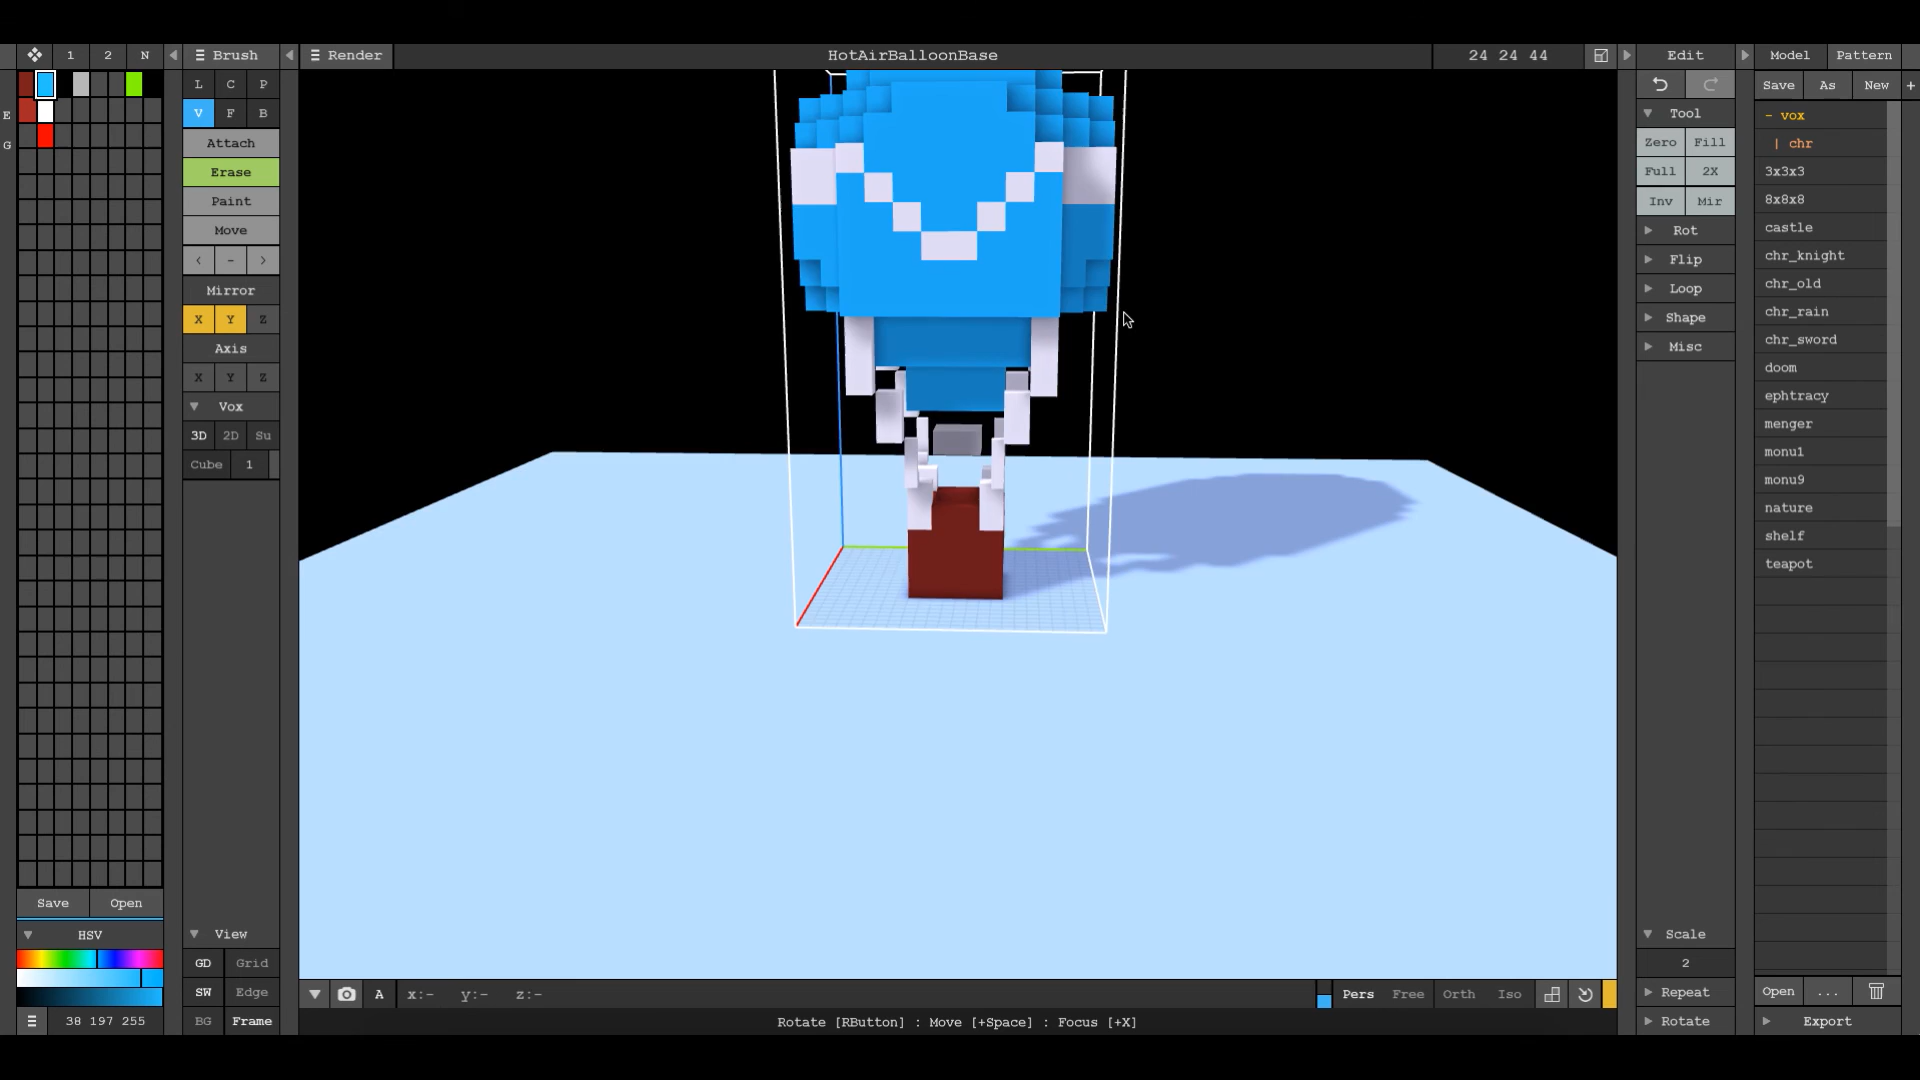 1 2 N
Brush
Render
HotAirBalloonBase
24 24 44
Edit
Model Pattern
L C P
Save As New +
E
V F B
Tool
- vox
G
Attach
Zero Fill
| chr
Erase
Full 2X
3x3x3
Paint
Inv Mir
8x8x8
Move
Rot
castle
< - >
Flip
chr_knight
Mirror
Loop
chr_old
X Y Z
Shape
chr_rain
Axis
Misc
chr_sword
X Y Z
doom
Vox
ephtracy
3D 2D Su
menger
Cube 1
monu1
monu9
nature
shelf
teapot
Save Open
HSV
View
Scale
GD Grid
2
SW Edge
A x:- y:- z:-
Pers Free Orth Iso
Repeat
Open ...
38 197 255
BG Frame
Rotate [RButton] : Move [+Space] : Focus [+X]
Rotate
Export